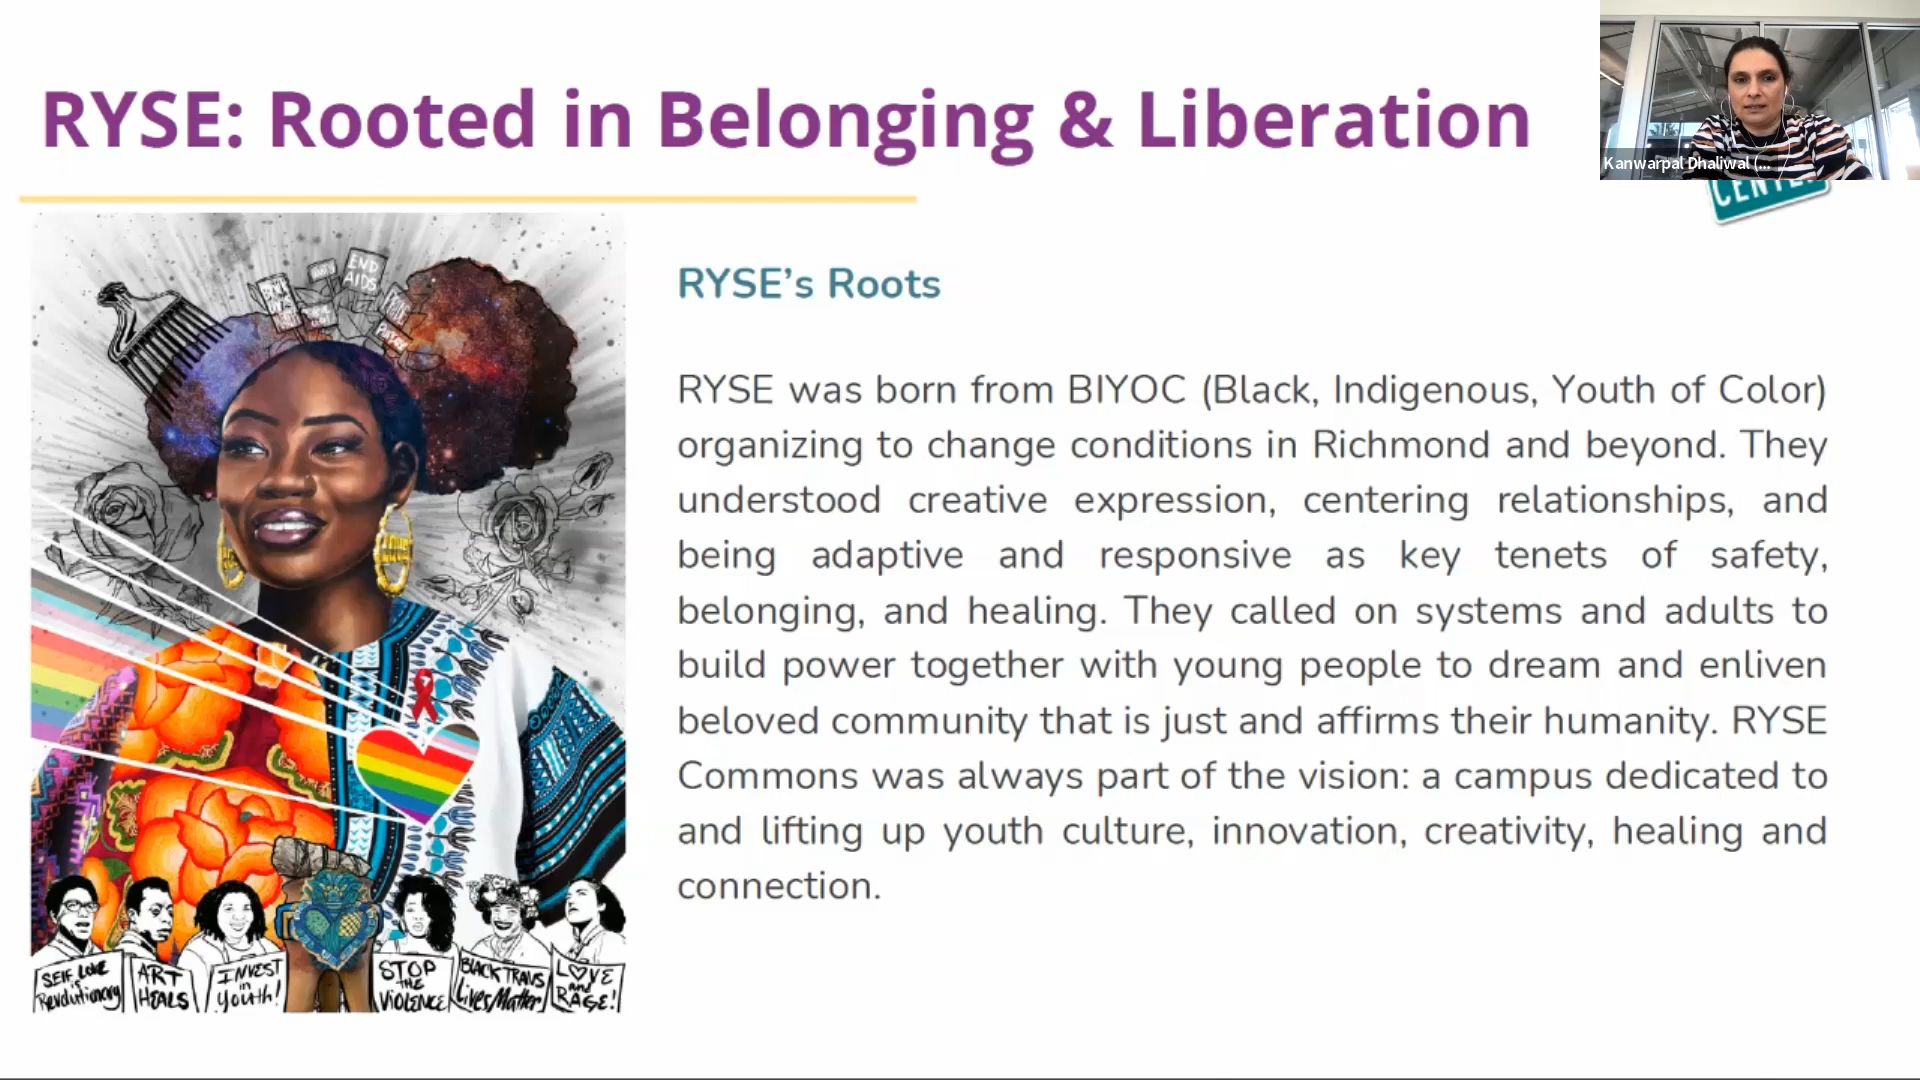 RYSE: Rooted in Belonging & Liberation
Kanwarpal Dhaliwal (...
CENTER
RYSE's Roots
RYSE was born from BIYOC (Black, Indigenous, Youth of Color)
organizing to change conditions in Richmond and beyond. They
understood creative expression, centering relationships, and
being adaptive and responsive as key tenets of safety,
belonging, and healing. They called on systems and adults to
build power together with young people to dream and enliven
beloved community that is just and affirms their humanity. RYSE
Commons was always part of the vision: a campus dedicated to
and lifting up youth culture, innovation, creativity, healing and
connection.
END
AIDS
LOVE
SELF LOVE
is
Revolutionary
ART
HEALS
INVEST
in
Youth!
STOP
THE
VIOLENCE
BLACK TRANS
Lives Matter
LOVE
and
RAGE!